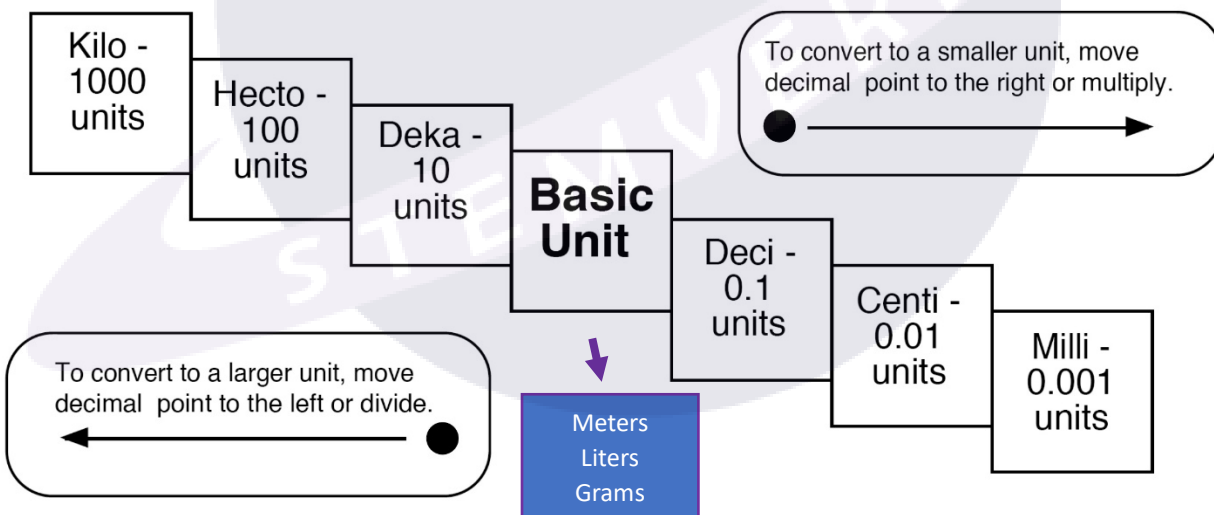 Kilo -
1000
units
Hecto -
100
units
Deka -
10
units
Basic
Unit
Deci -
0.1
units
Centi -
0.01
units
Milli -
0.001
units
To convert to a smaller unit, move
decimal point to the right or multiply.
To convert to a larger unit, move
decimal point to the left or divide.
Meters
Liters
Grams